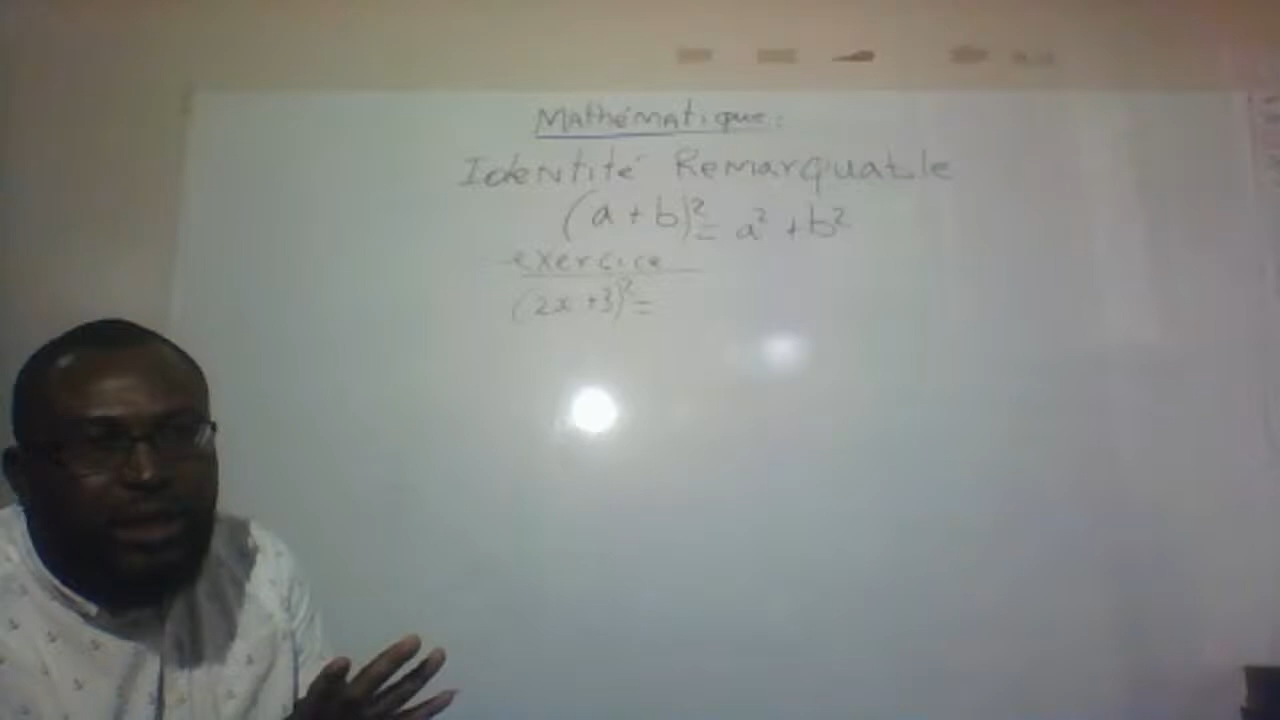 Mathématique:
Identité Remarquable
(a + b)² = a² + b²
exercice
(2x + 3)² =